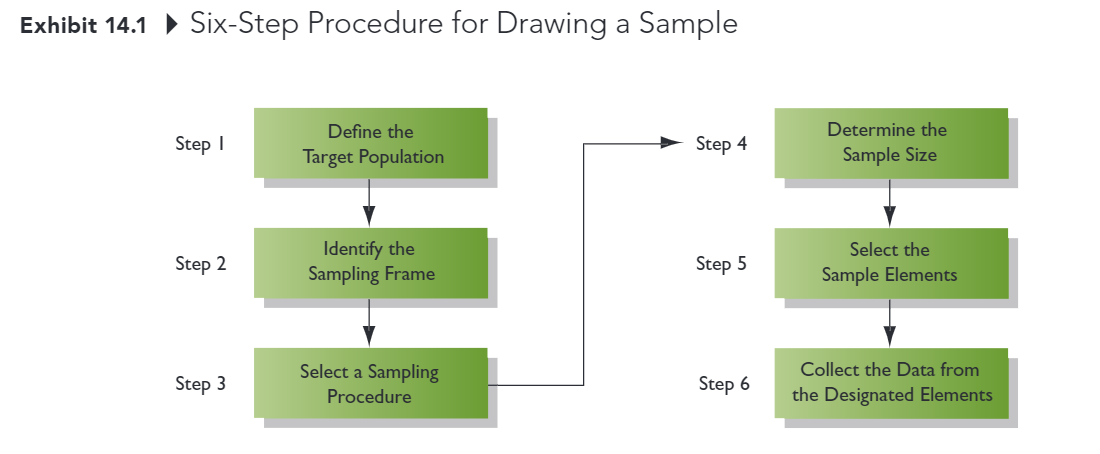 Exhibit 14.1 ▶ Six-Step Procedure for Drawing a Sample
Step 1
Define the
Target Population
Step 2
Identify the
Sampling Frame
Step 3
Select a Sampling
Procedure
Step 4
Determine the
Sample Size
Step 5
Select the
Sample Elements
Step 6
Collect the Data from
the Designated Elements